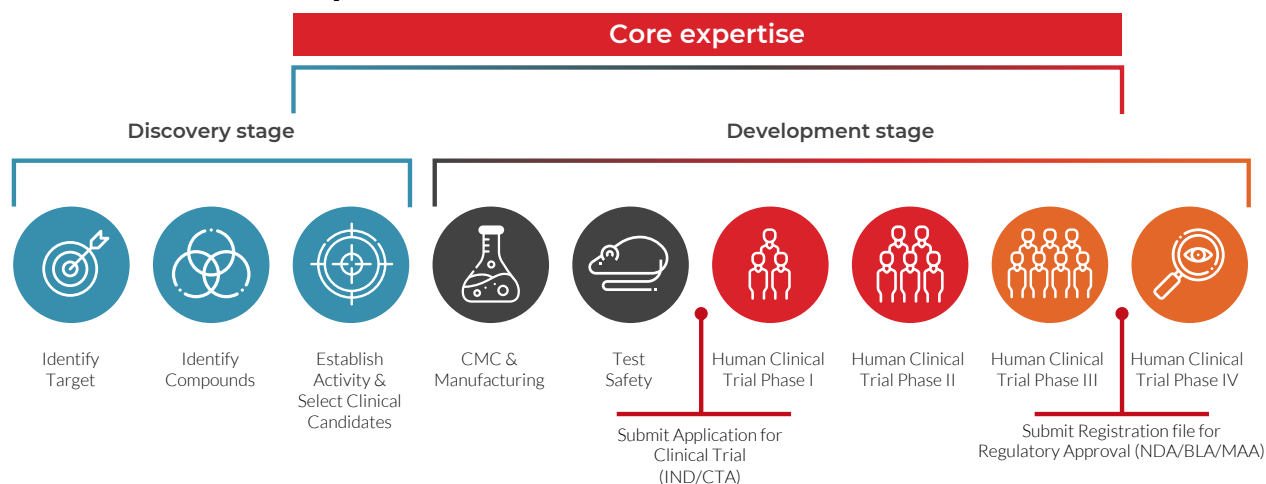 Core expertise
Discovery stage
Development stage
Identify
Target
Identify
Compounds
Establish
Activity &
Select Clinical
Candidates
CMC &
Manufacturing
Test
Safety
Human Clinical
Trial Phase I
Human Clinical
Trial Phase II
Human Clinical
Trial Phase III
Human Clinical
Trial Phase IV
Submit Application for
Clinical Trial
(IND/CTA)
Submit Registration file for
Regulatory Approval (NDA/BLA/MAA)